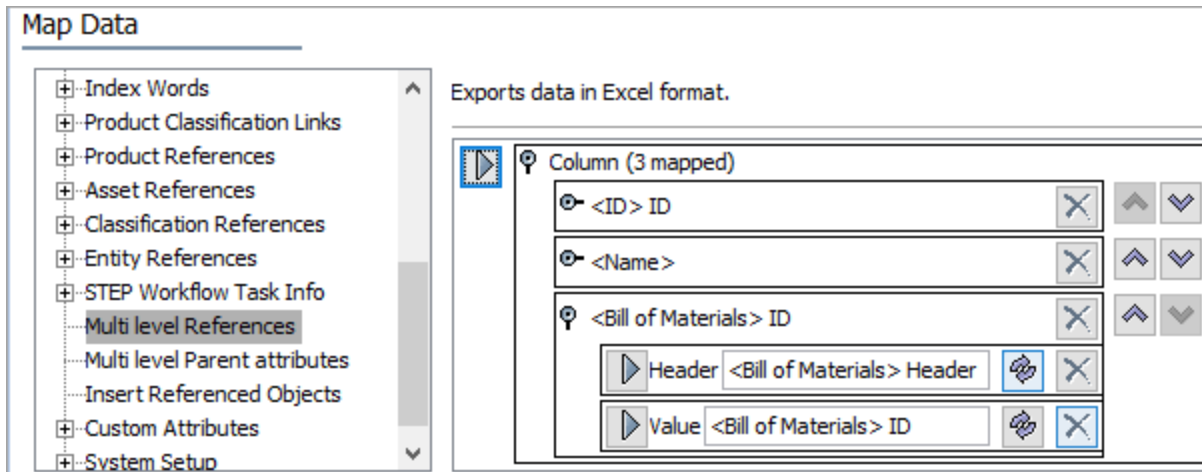 Map Data
Index Words
Product Classification Links
Product References
Asset References
Classification References
Entity References
STEP Workflow Task Info
Multi level References
Multi level Parent attributes
Insert Referenced Objects
Custom Attributes
System Setup
Exports data in Excel format.
Column (3 mapped)
<ID> ID
<Name>
<Bill of Materials> ID
Header <Bill of Materials> Header
Value <Bill of Materials> ID